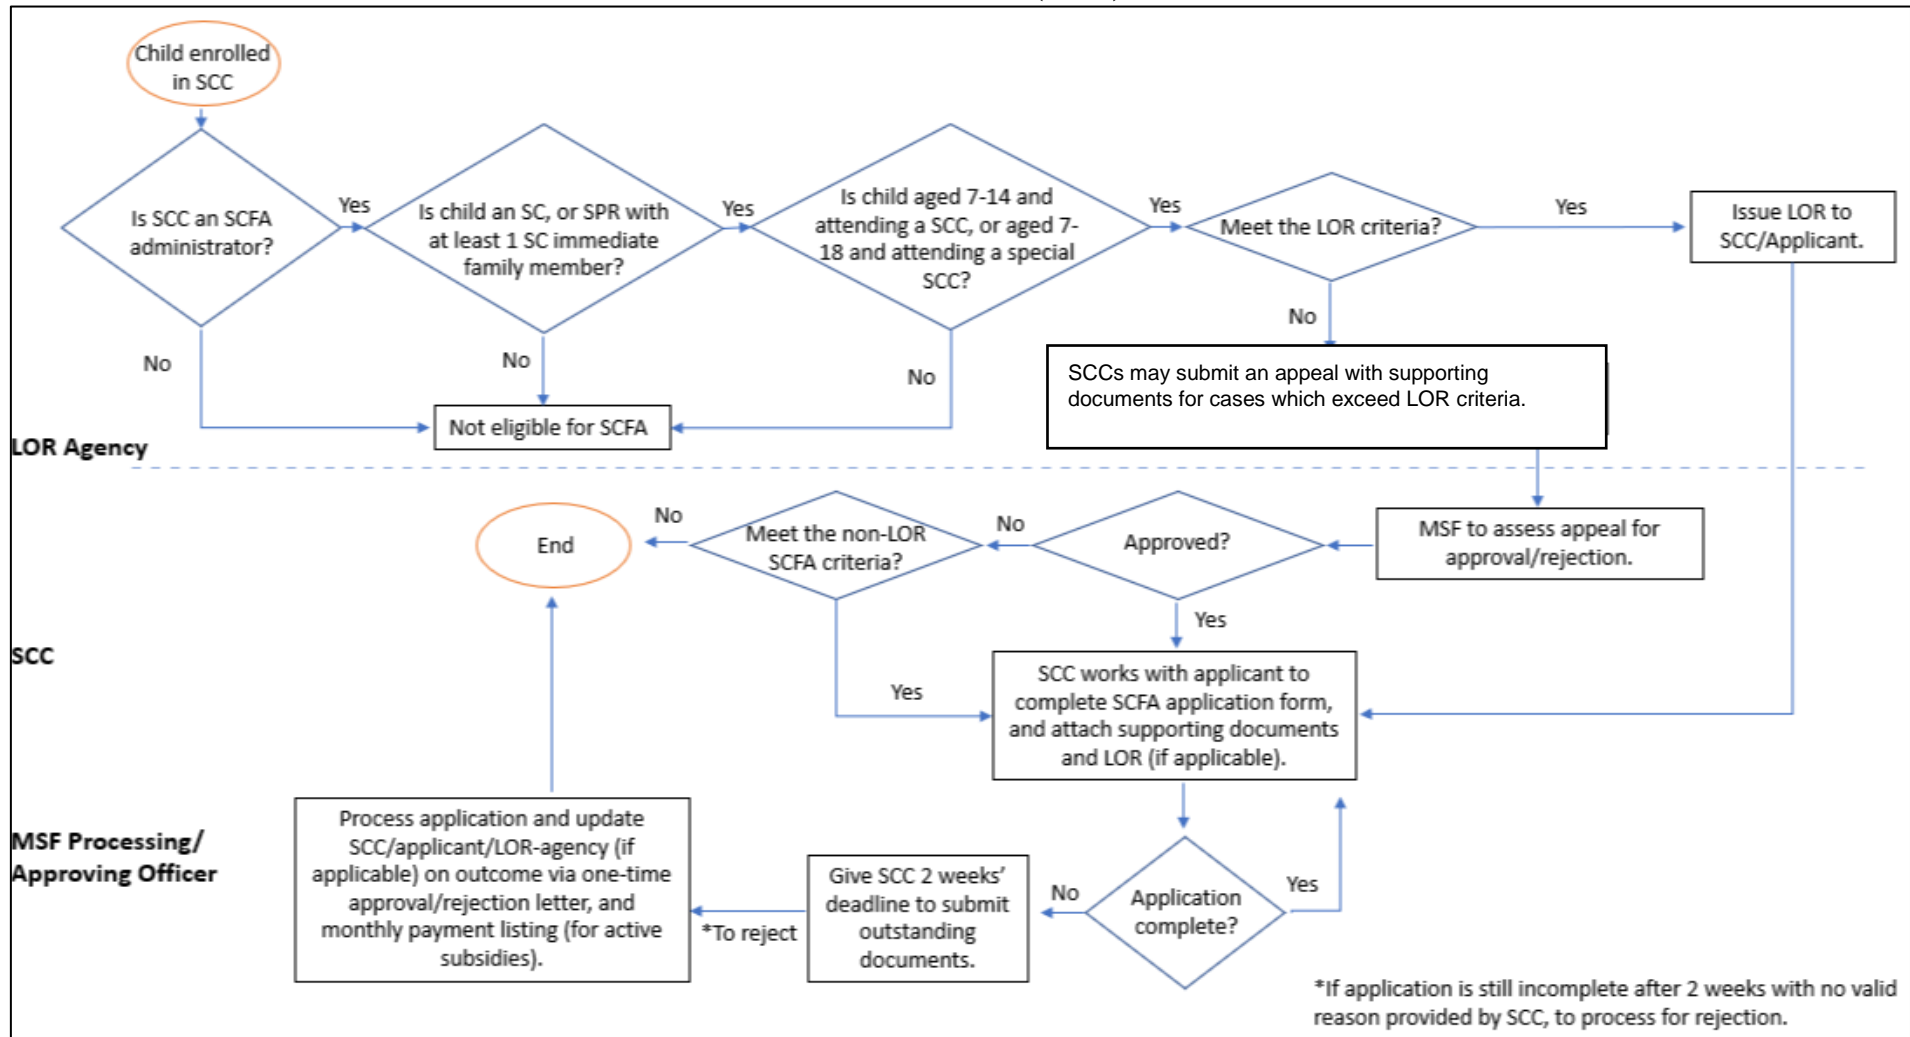 Child enrolled
in SCC
Is SCC an SCFA
administrator?
Yes
No
Is child an SC, or SPR with
at least 1 SC immediate
family member?
Yes
No
Is child aged 7-14 and
attending a SCC, or aged 7-
18 and attending a special
SCC?
Yes
No
Meet the LOR criteria?
Yes
No
Issue LOR to
SCC/Applicant.
Not eligible for SCFA
SCCs may submit an appeal with supporting
documents for cases which exceed LOR criteria.
LOR Agency
End
No
Meet the non-LOR
SCFA criteria?
No
Approved?
MSF to assess appeal for
approval/rejection.
Yes
Yes
SCC
SCC works with applicant to
complete SCFA application form,
and attach supporting documents
and LOR (if applicable).
MSF Processing/
Approving Officer
Process application and update
SCC/applicant/LOR-agency (if
applicable) on outcome via one-time
approval/rejection letter, and
monthly payment listing (for active
subsidies).
*To reject
Give SCC 2 weeks'
deadline to submit
outstanding
documents.
No
Application
complete?
Yes
*If application is still incomplete after 2 weeks with no valid
reason provided by SCC, to process for rejection.